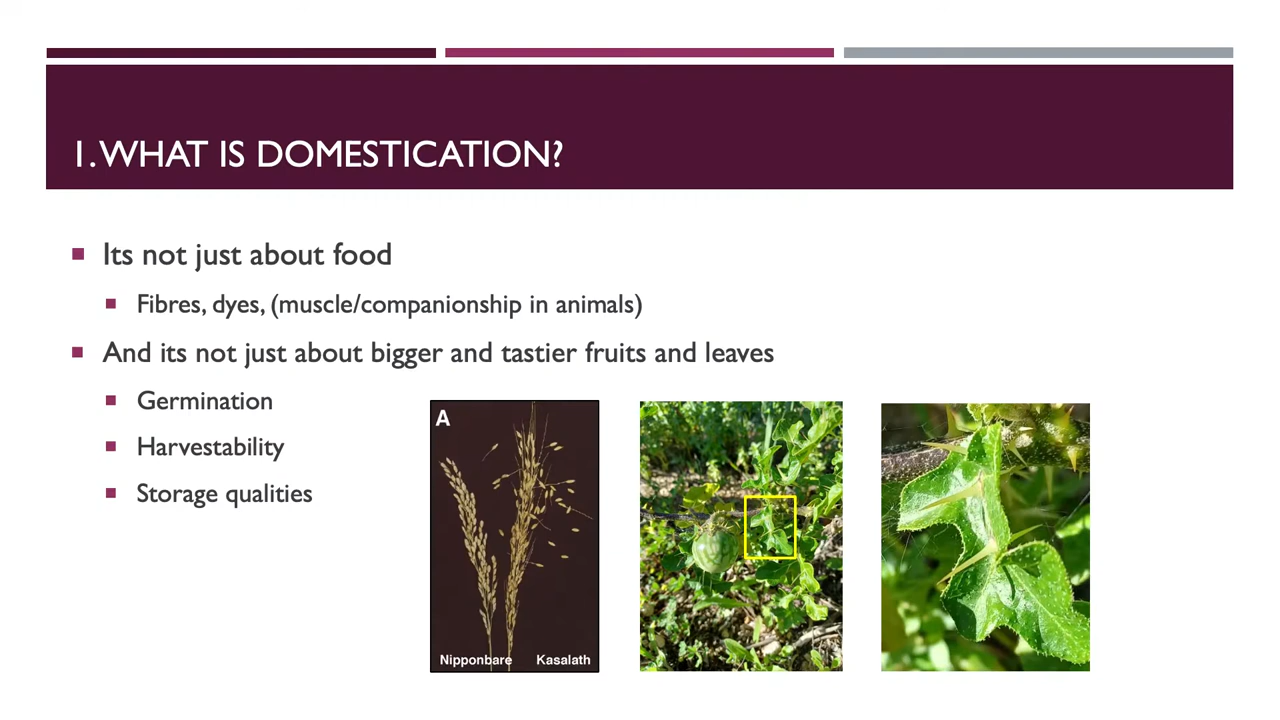 1. WHAT IS DOMESTICATION?
Its not just about food
Fibres, dyes, (muscle/companionship in animals)
And its not just about bigger and tastier fruits and leaves
Germination
Harvestability
Storage qualities
A
Nipponbare Kasalath